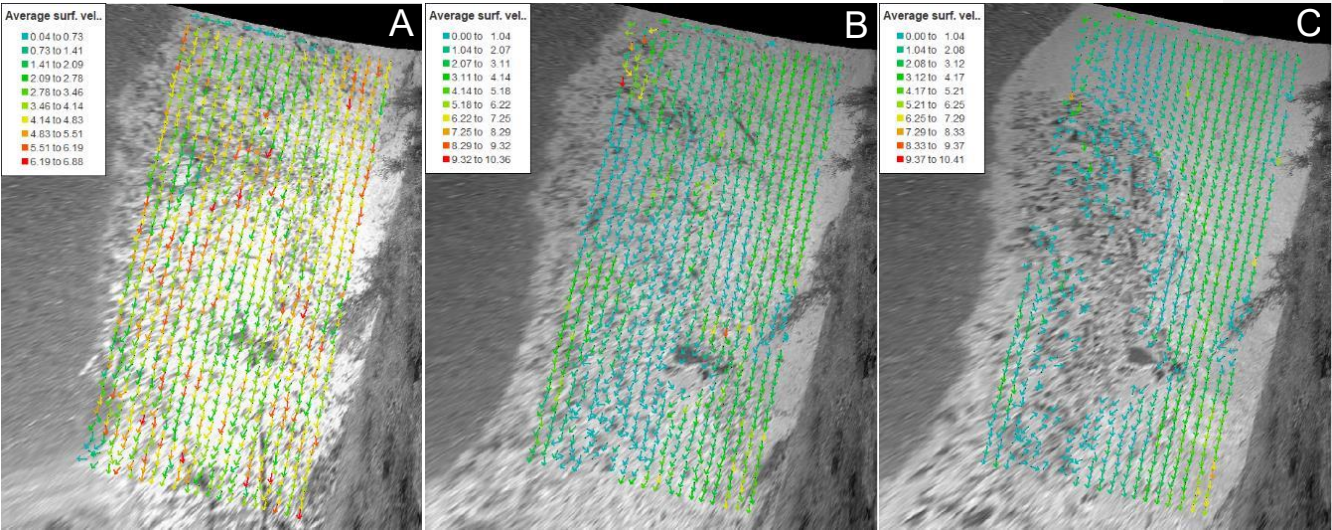 Average surf. vel..
0.04 to 0.73
0.73 to 1.41
1.41 to 2.09
2.09 to 2.78
2.78 to 3.46
3.46 to 4.14
4.14 to 4.83
4.83 to 5.51
5.51 to 6.19
6.19 to 6.88
A
Average surf. vel..
0.00 to 1.04
1.04 to 2.07
2.07 to 3.11
3.11 to 4.14
4.14 to 5.18
5.18 to 6.22
6.22 to 7.25
7.25 to 8.29
8.29 to 9.32
9.32 to 10.36
B
Average surf. vel..
0.00 to 1.04
1.04 to 2.08
2.08 to 3.12
3.12 to 4.17
4.17 to 5.21
5.21 to 6.25
6.25 to 7.29
7.29 to 8.33
8.33 to 9.37
9.37 to 10.41
C